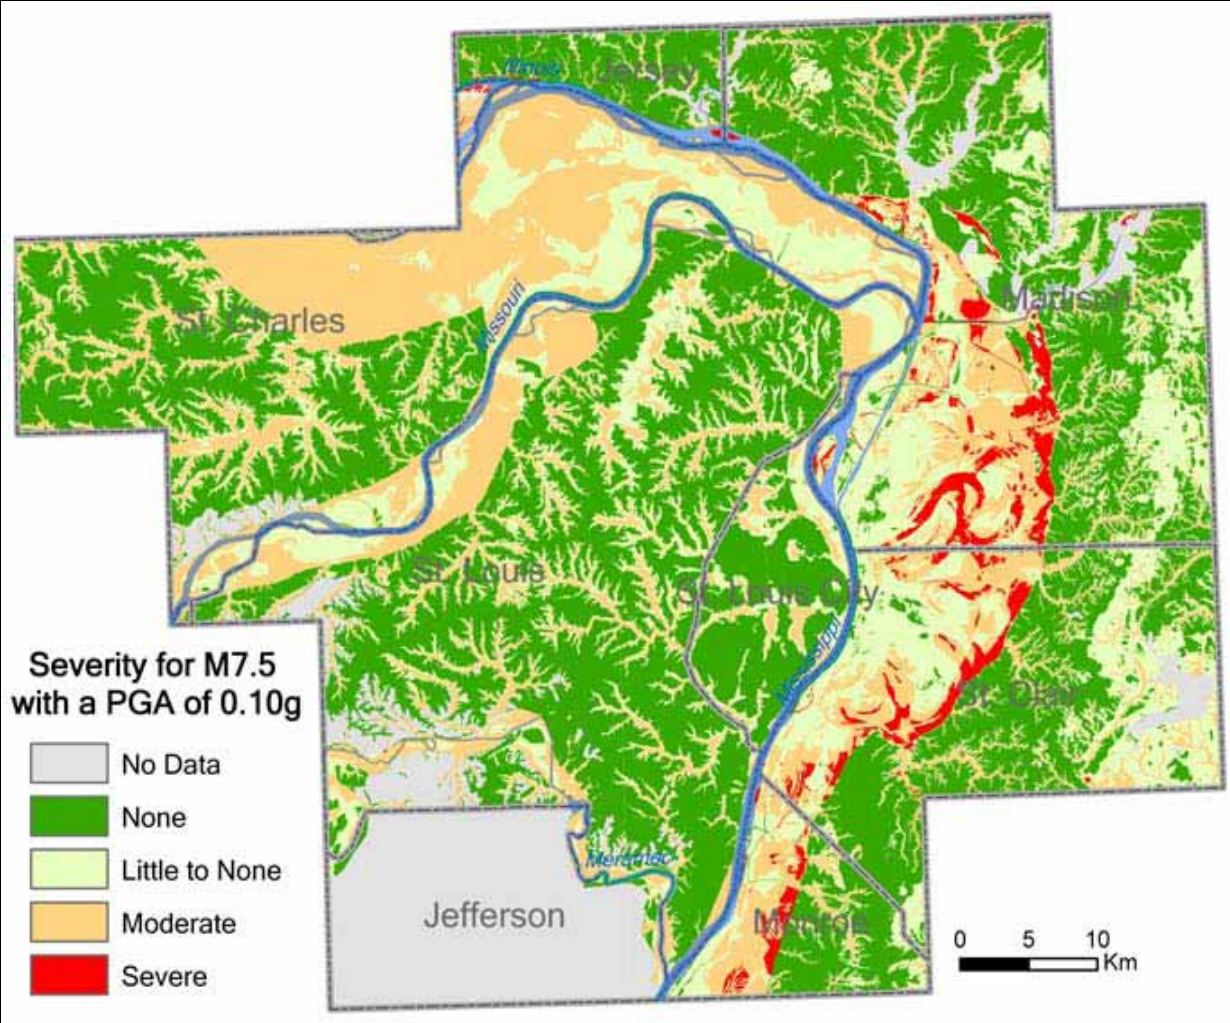 Illinois
Jersey
Madison
St. Charles
Missouri
St. Louis
St. Louis City
Mississippi
St. Clair
Severity for M7.5
with a PGA of 0.10g
No Data
None
Little to None
Moderate
Severe
Meramec
Jefferson
Monroe
0 5 10
Km